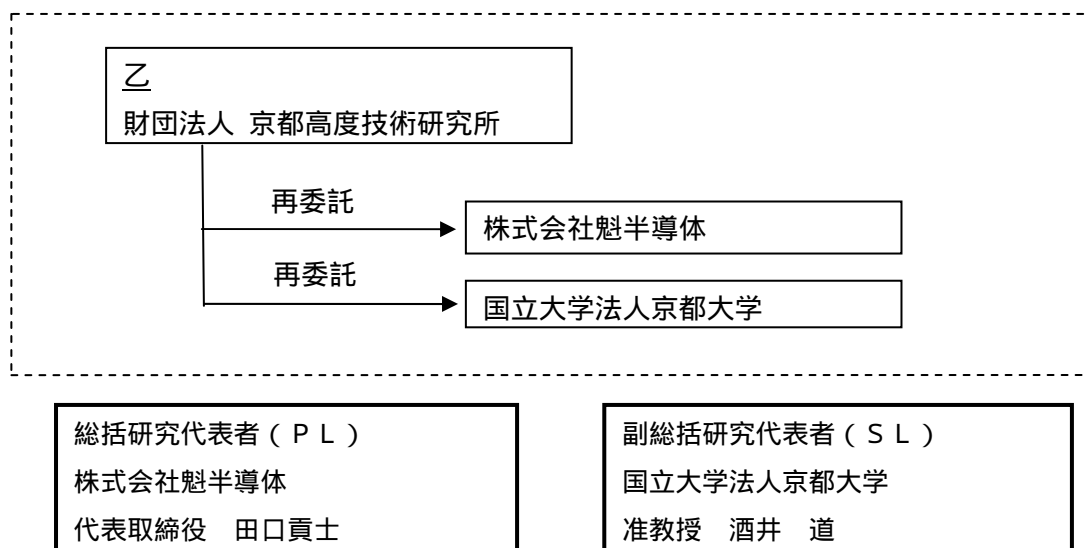 乙
財団法人 京都高度技術研究所
再委託
株式会社魁半導体
再委託
国立大学法人京都大学
総括研究代表者(PL)
株式会社魁半導体
代表取締役 田口貢士
副総括研究代表者(SL)
国立大学法人京都大学
准教授 酒井 道